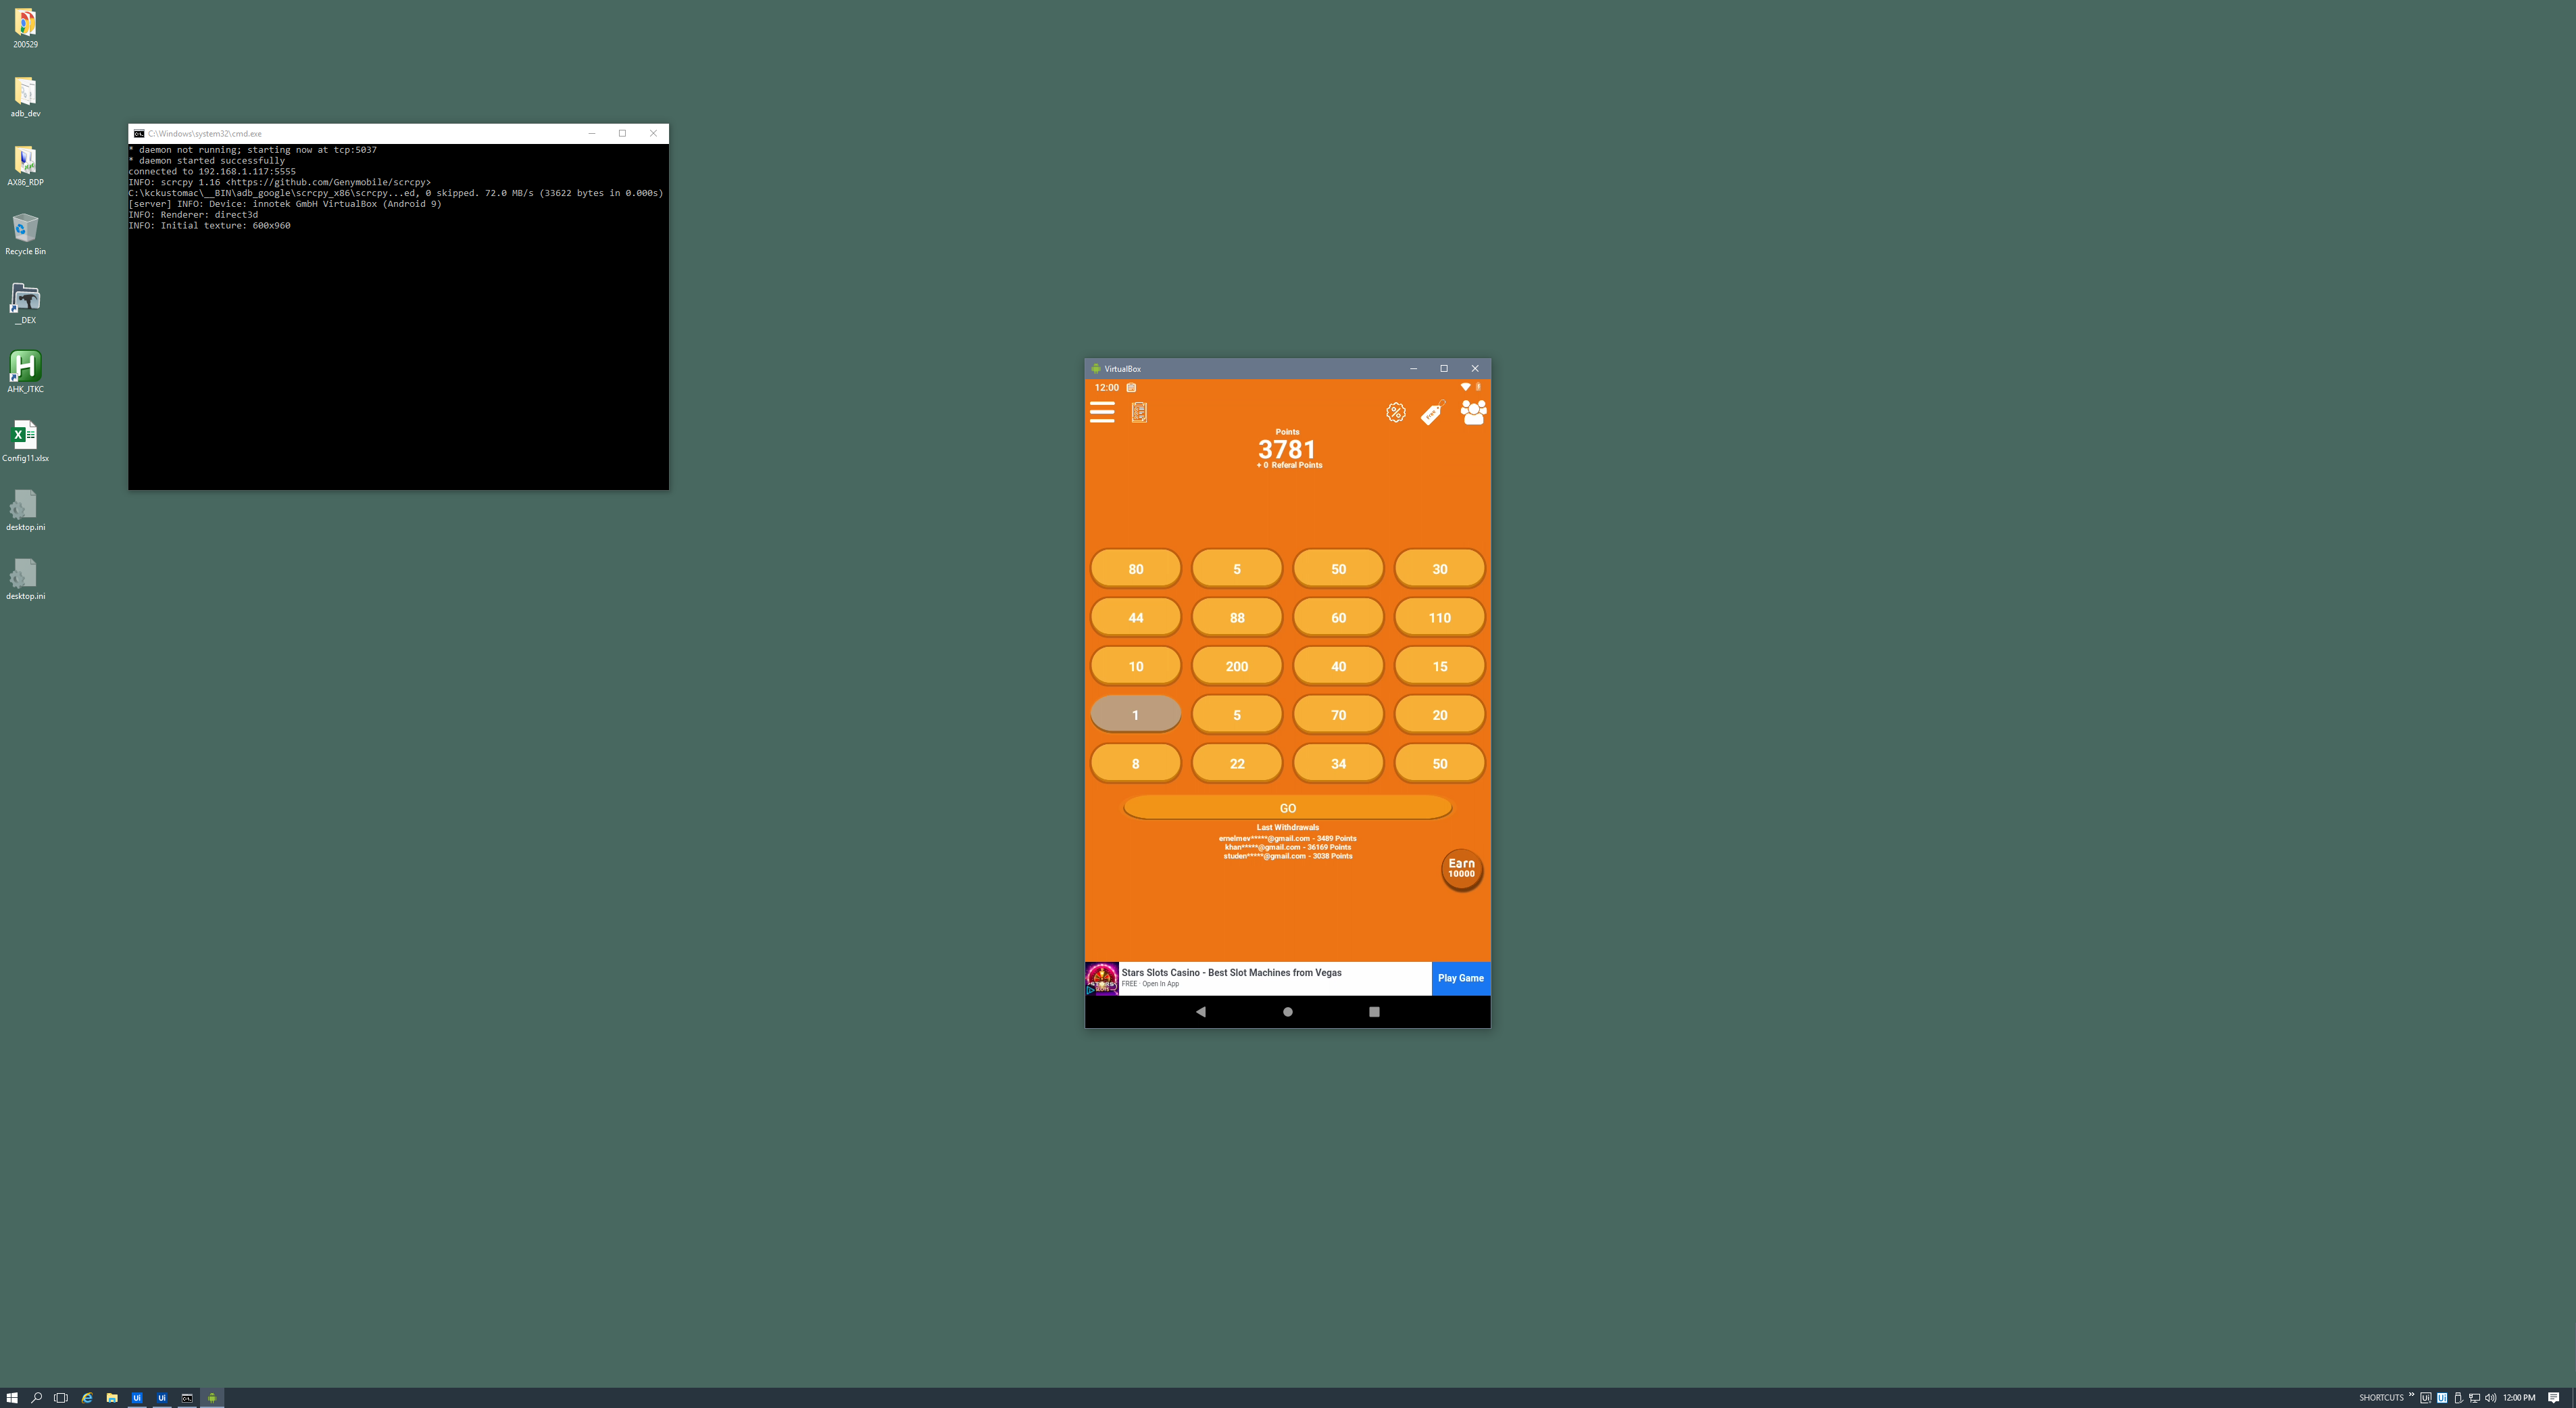 200529
adb_dev
AX86_RDP
Recycle Bin
__DEX
AHK_JTKC
Config11.xlsx
desktop.ini
desktop.ini
C:\Windows\system32\cmd.exe
* daemon not running; starting now at tcp:5037
* daemon started successfully
connected to 192.168.1.117:5555
INFO: scrcpy 1.16 <https://github.com/Genymobile/scrcpy>
C:\kckustomac\__BIN\adb_google\scrcpy_x86\scrcpy...ed, 0 skipped. 72.0 MB/s (33622 bytes in 0.000s)
[server] INFO: Device: innotek GmbH VirtualBox (Android 9)
INFO: Renderer: direct3d
INFO: Initial texture: 600x960
VirtualBox
12:00
Points
3781
+ 0 Referal Points
80 5 50 30
44 88 60 110
10 200 40 15
1 5 70 20
8 22 34 50
GO
Last Withdrawals
emelmev*****@gmail.com - 3489 Points
khan*****@gmail.com - 36169 Points
studen*****@gmail.com - 3038 Points
Earn
10000
Stars Slots Casino - Best Slot Machines from Vegas
FREE · Open In App
Play Game
SHORTCUTS
12:00 PM